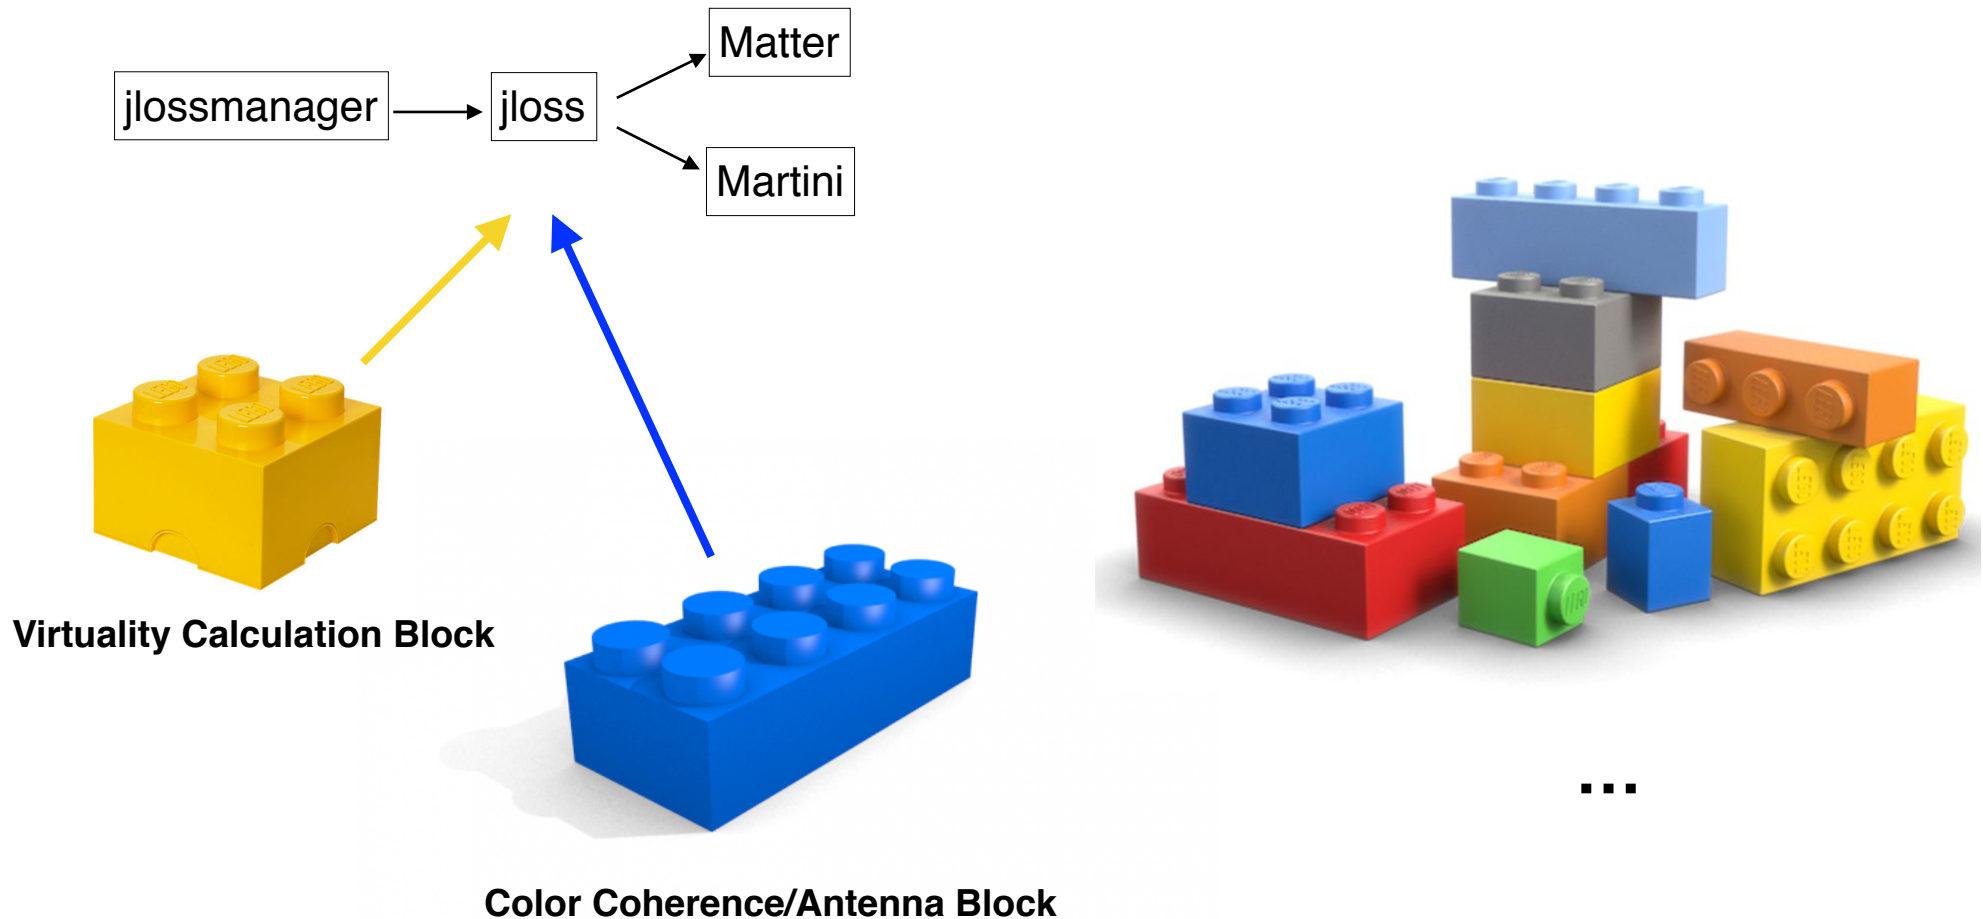 Matter
jlossmanager
jloss
Martini
Virtuality Calculation Block
...
Color Coherence/Antenna Block